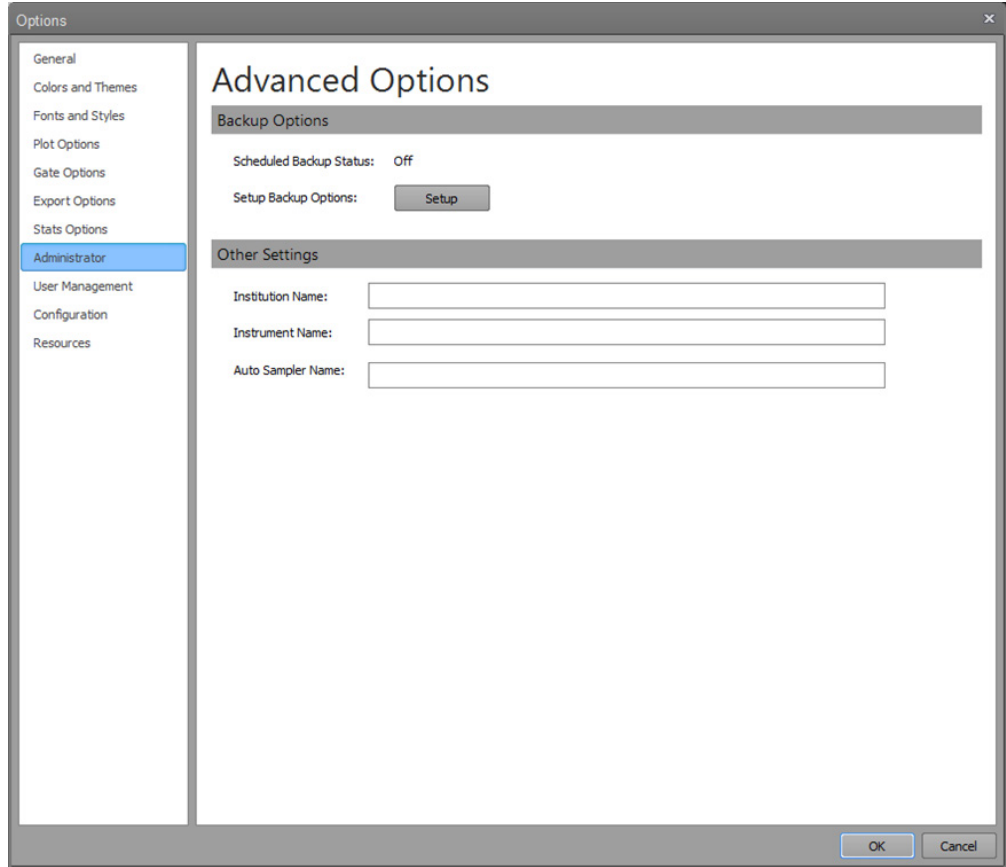 Options
General
Colors and Themes
Fonts and Styles
Plot Options
Gate Options
Export Options
Stats Options
Administrator
User Management
Configuration
Resources
Advanced Options
Backup Options
Scheduled Backup Status: Off
Setup Backup Options: Setup
Other Settings
Institution Name:
Instrument Name:
Auto Sampler Name:
OK Cancel